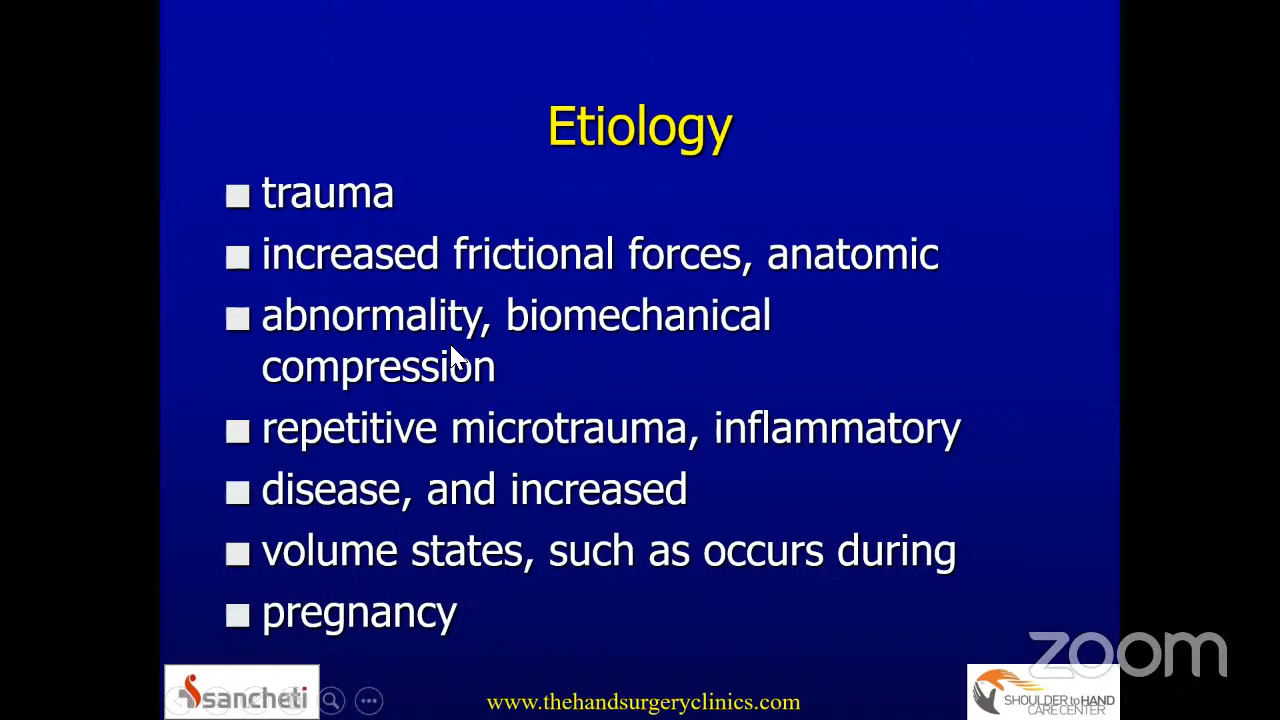 Etiology
trauma
increased frictional forces, anatomic
abnormality, biomechanical
compression
repetitive microtrauma, inflammatory
disease, and increased
volume states, such as occurs during
pregnancy
zoom
sancheti
www.thehandsurgeryclinics.com
SHOULDER to HAND
CARE CENTER